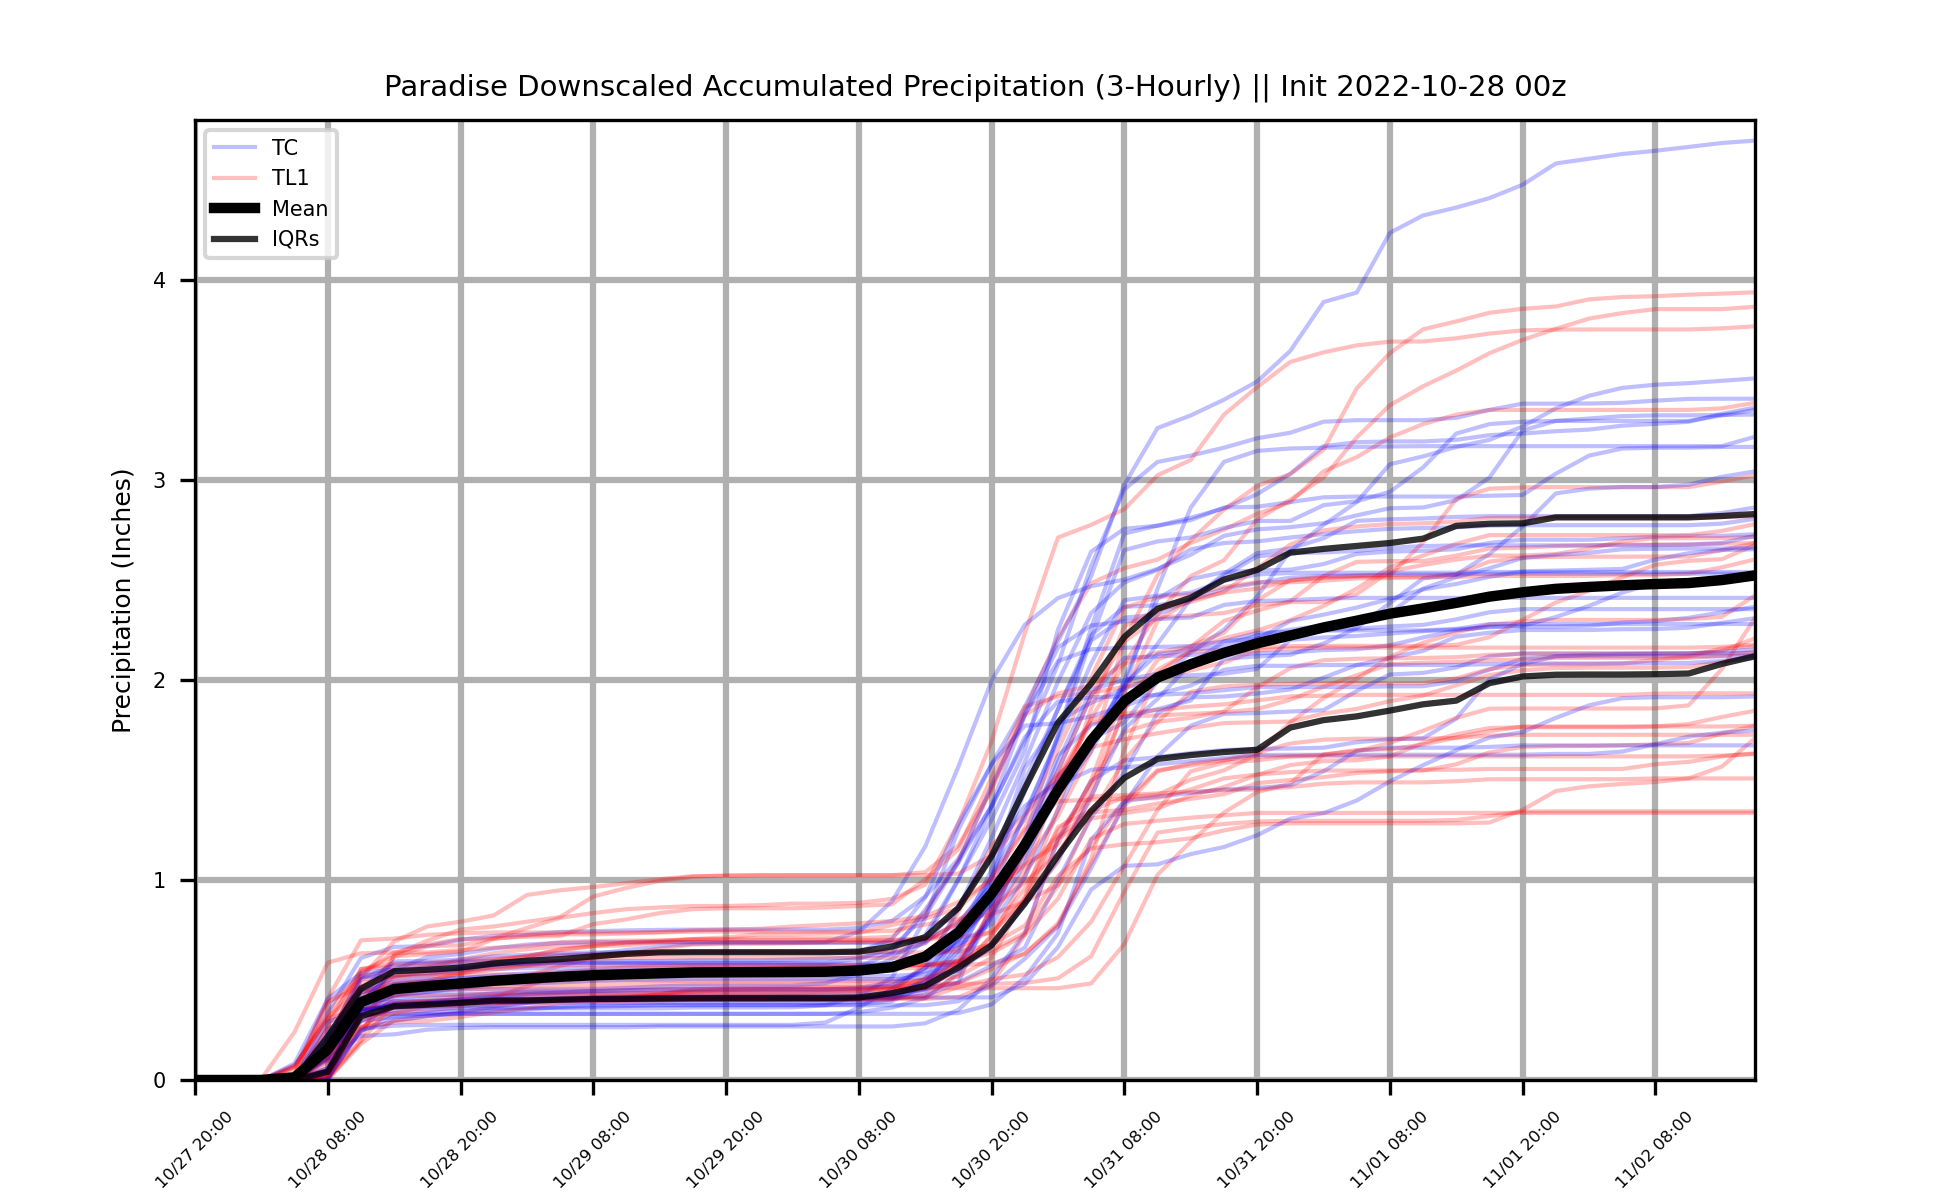 Paradise Downscaled Accumulated Precipitation (3-Hourly) || Init 2022-10-28 00z
TC
TL1
Mean
IQRs
Precipitation (Inches)
4
3
2
1
0
10/27 20:00
10/28 08:00
10/28 20:00
10/29 08:00
10/29 20:00
10/30 08:00
10/30 20:00
10/31 08:00
10/31 20:00
11/01 08:00
11/01 20:00
11/02 08:00